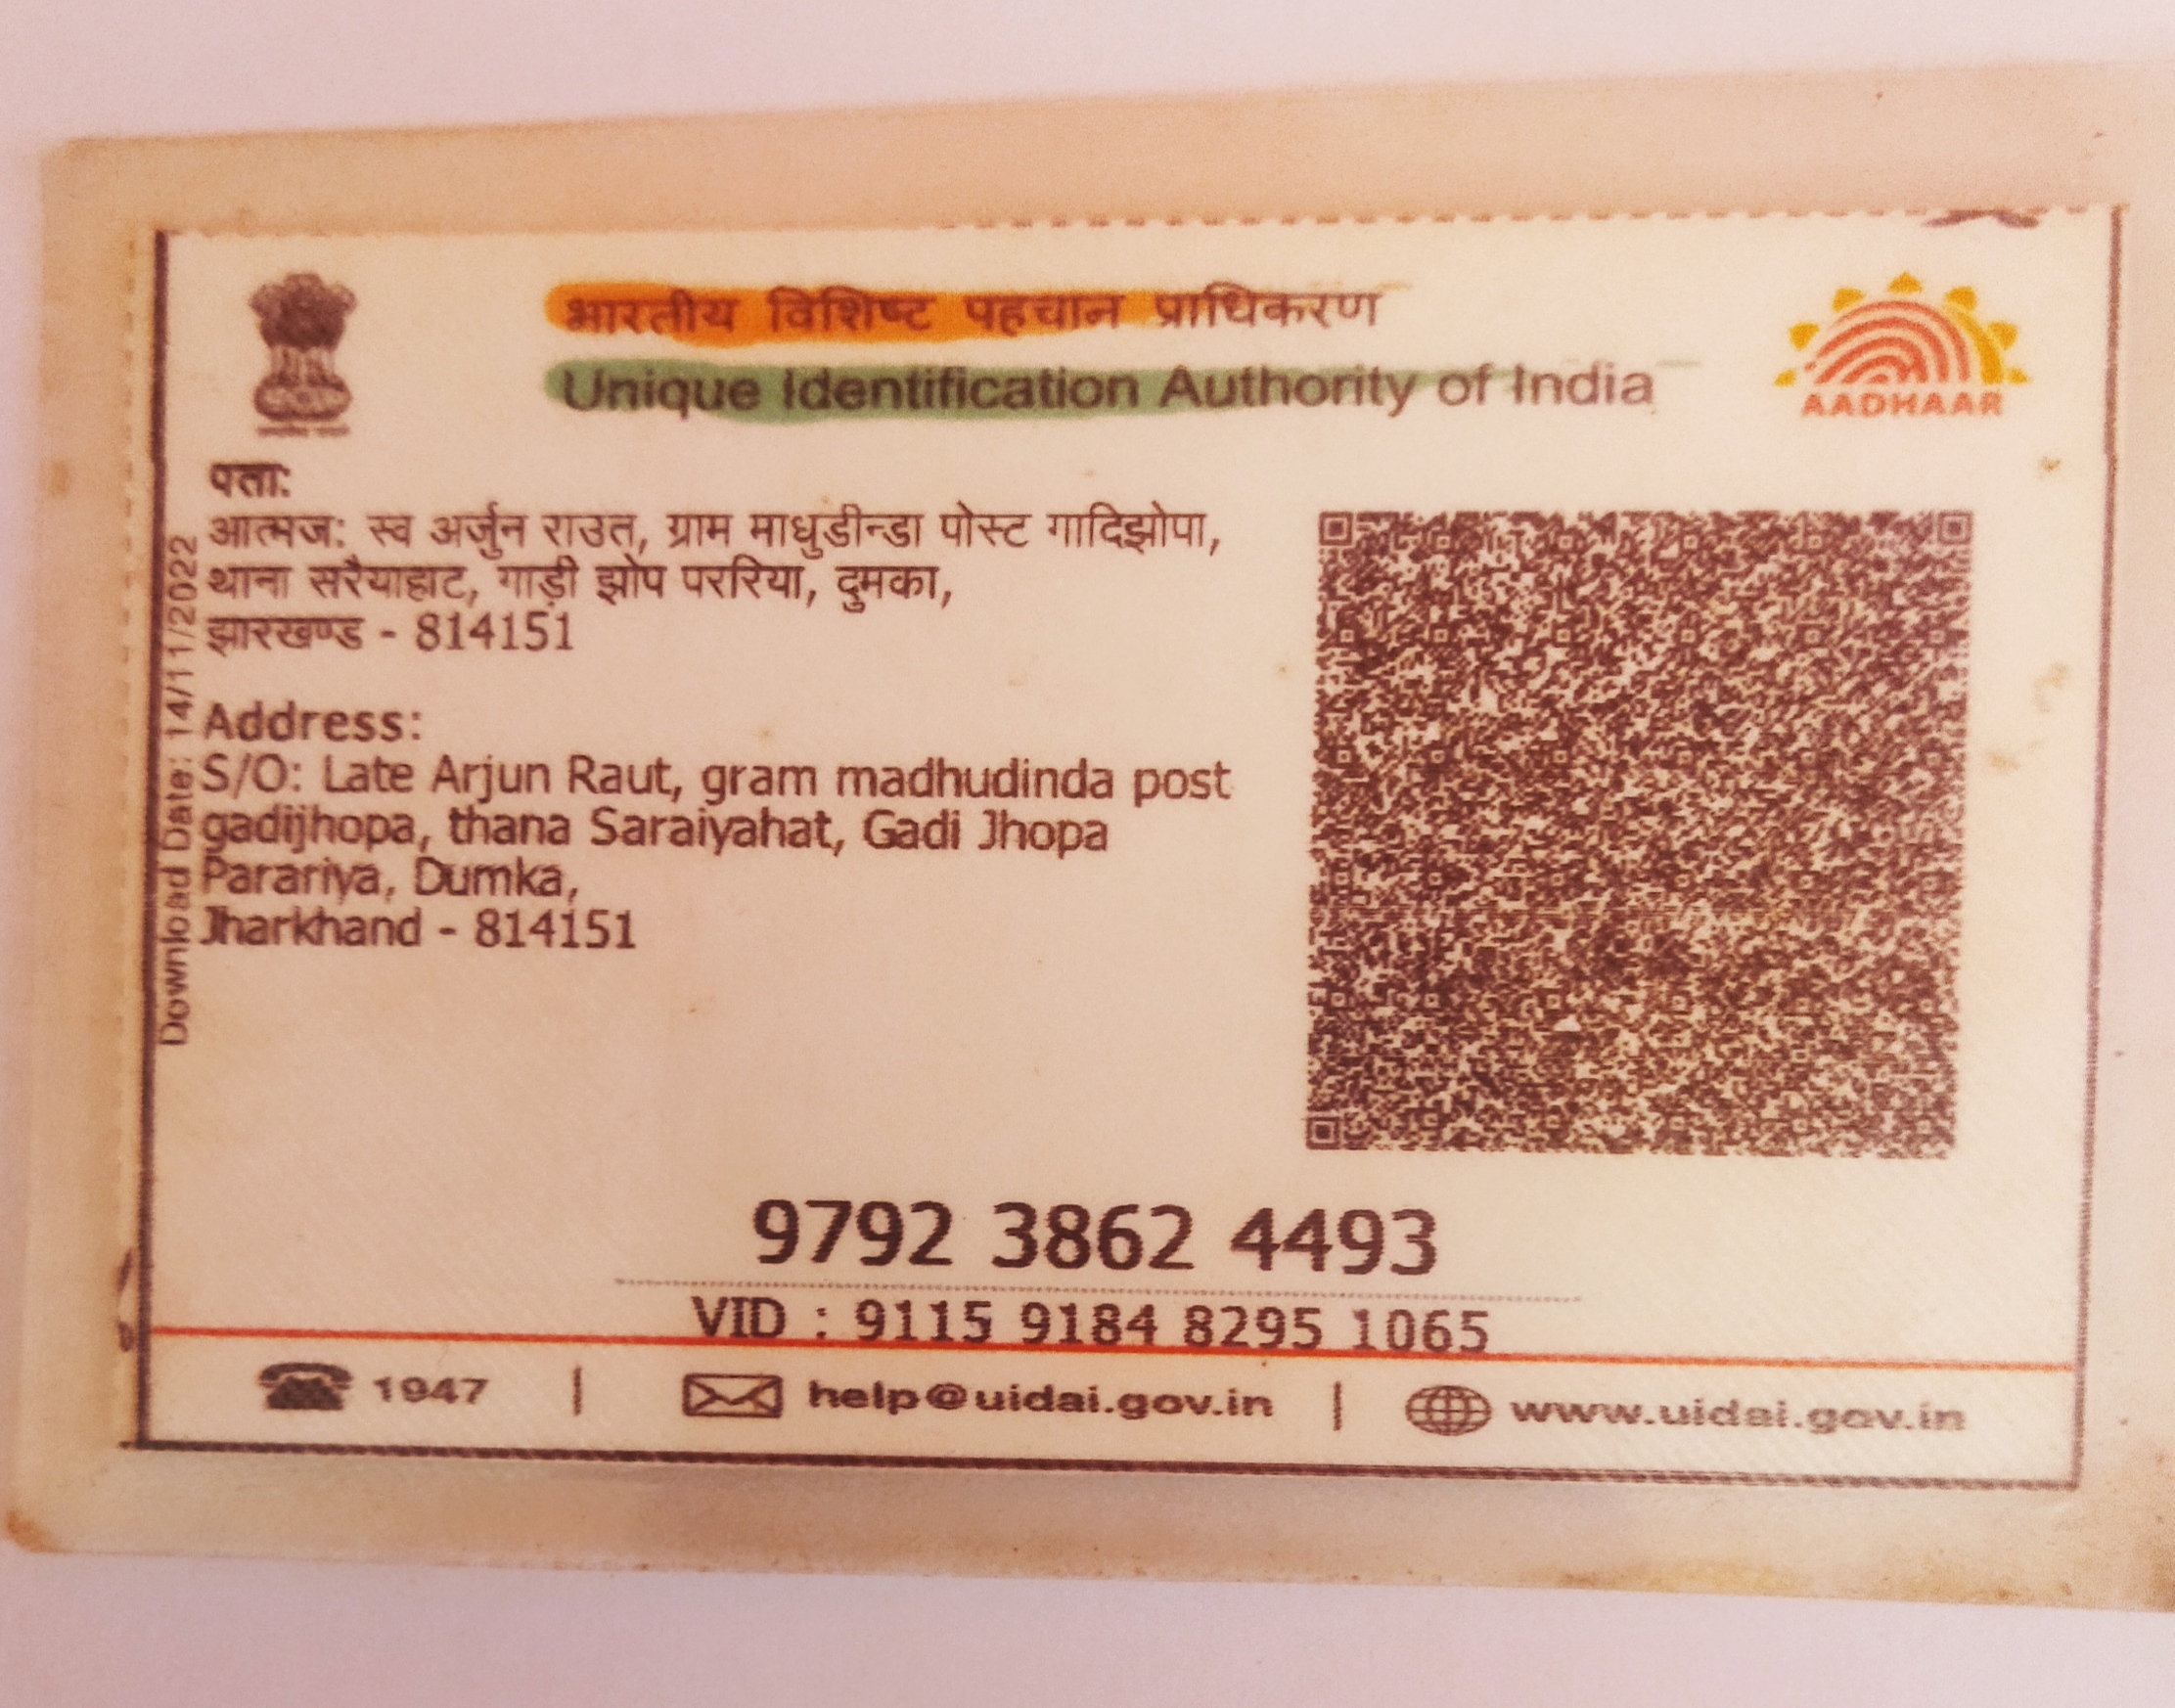 भारतीय विशिष्ट पहचान प्राधिकरण
Unique Identification Authority of India
AADHAAR
पता:
आत्मज: स्व अर्जुन राउत, ग्राम माधुडीन्डा पोस्ट गादिझोपा,
थाना सरैयाहाट, गाड़ी झोप पररिया, दुमका,
झारखण्ड - 814151
Address:
S/O: Late Arjun Raut, gram madhudinda post
gadijhopa, thana Saraiyahat, Gadi Jhopa
Parariya, Dumka,
Jharkhand - 814151
Download Date: 14/11/2022
9792 3862 4493
VID : 9115 9184 8295 1065
1947 | help@uidai.gov.in | www.uidai.gov.in